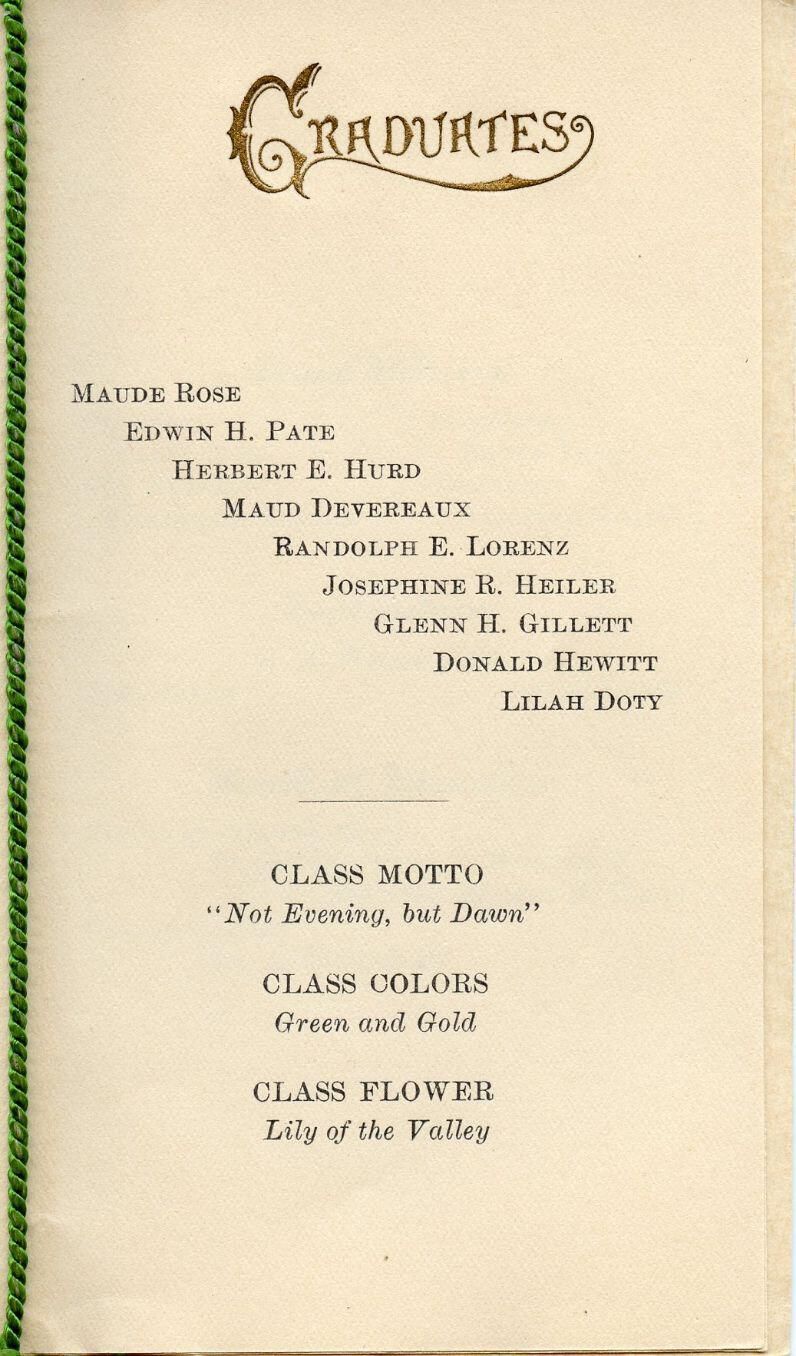 GRADUATES
MAUDE ROSE
EDWIN H. PATE
HERBERT E. HURD
MAUD DEVEREAUX
RANDOLPH E. LORENZ
JOSEPHINE R. HEILER
GLENN H. GILLETT
DONALD HEWITT
LILAH DOTY
CLASS MOTTO
“Not Evening, but Dawn”
CLASS COLORS
Green and Gold
CLASS FLOWER
Lily of the Valley